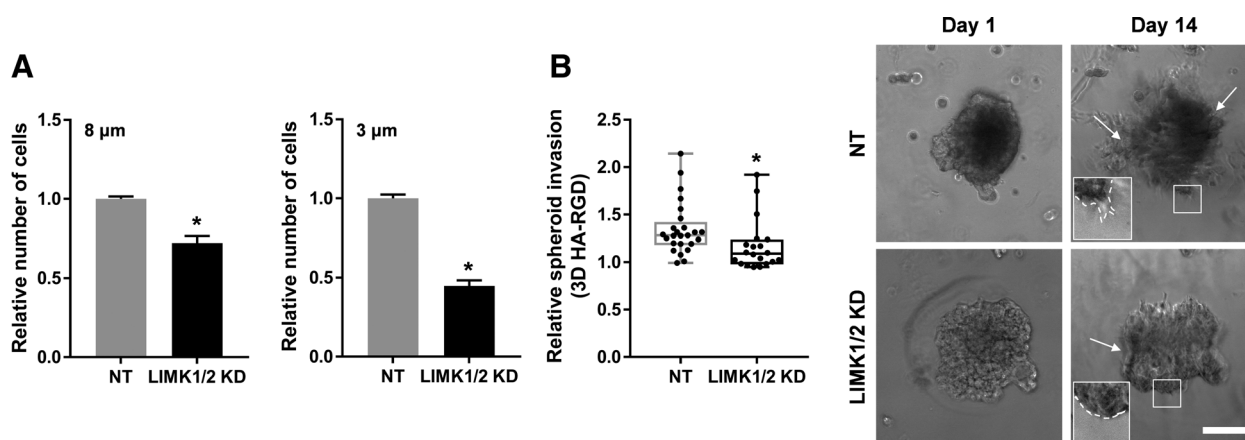 A
Relative number of cells
1.5
1.0
0.5
0.0
8 μm
*
NT
LIMK1/2 KD
Relative number of cells
1.5
1.0
0.5
0.0
3 μm
*
NT
LIMK1/2 KD
B
Relative spheroid invasion
(3D HA-RGD)
2.5
2.0
1.5
1.0
0.5
0.0
*
NT
LIMK1/2 KD
Day 1
Day 14
NT
LIMK1/2 KD